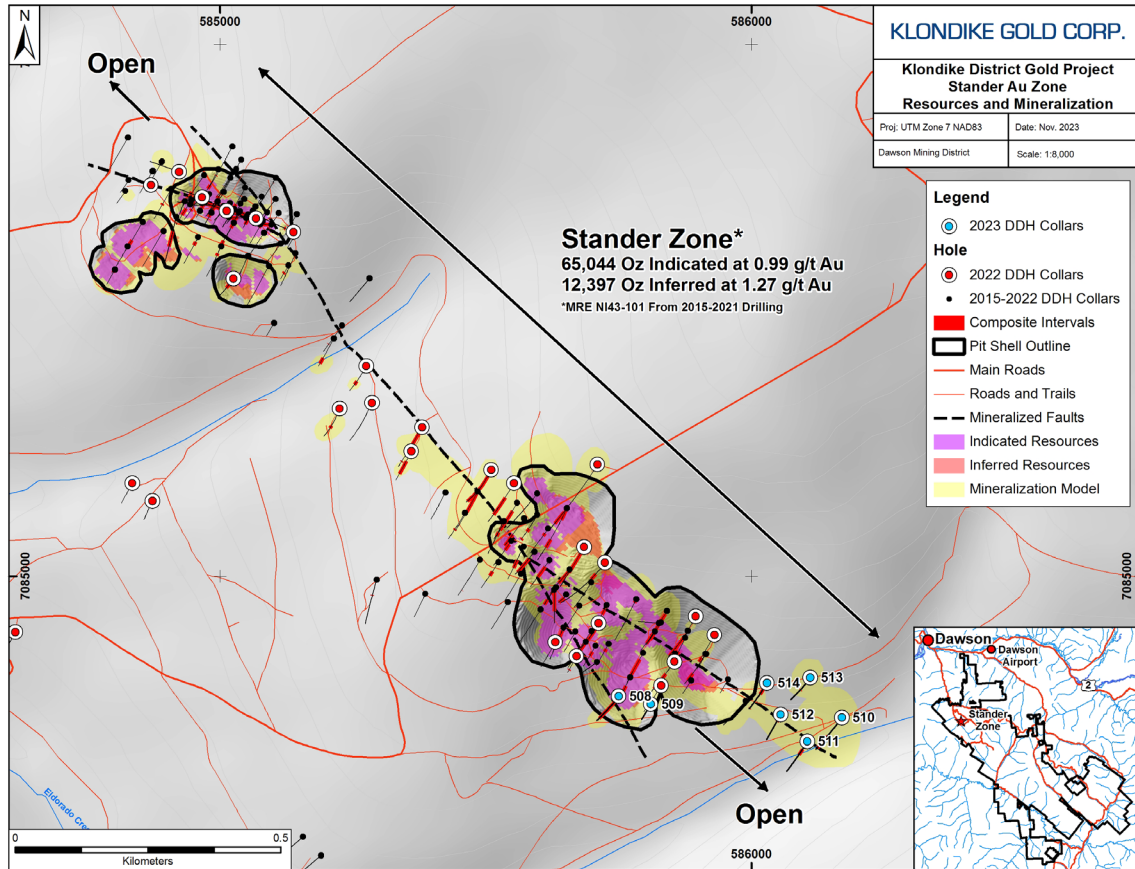 N
585000
586000
KLONDIKE GOLD CORP.
Klondike District Gold Project
Stander Au Zone
Resources and Mineralization
Proj: UTM Zone 7 NAD83
Date: Nov. 2023
Dawson Mining District
Scale: 1:8,000
Open
Stander Zone*
65,044 Oz Indicated at 0.99 g/t Au
12,397 Oz Inferred at 1.27 g/t Au
*MRE NI43-101 From 2015-2021 Drilling
Legend
2023 DDH Collars
Hole
2022 DDH Collars
2015-2022 DDH Collars
Composite Intervals
Pit Shell Outline
Main Roads
Roads and Trails
Mineralized Faults
Indicated Resources
Inferred Resources
Mineralization Model
7085000
7085000
514
513
508
509
512
510
511
Open
Eldorado
0
0.5
Kilometers
586000
Dawson
Dawson
Airport
2
Stander
Zone